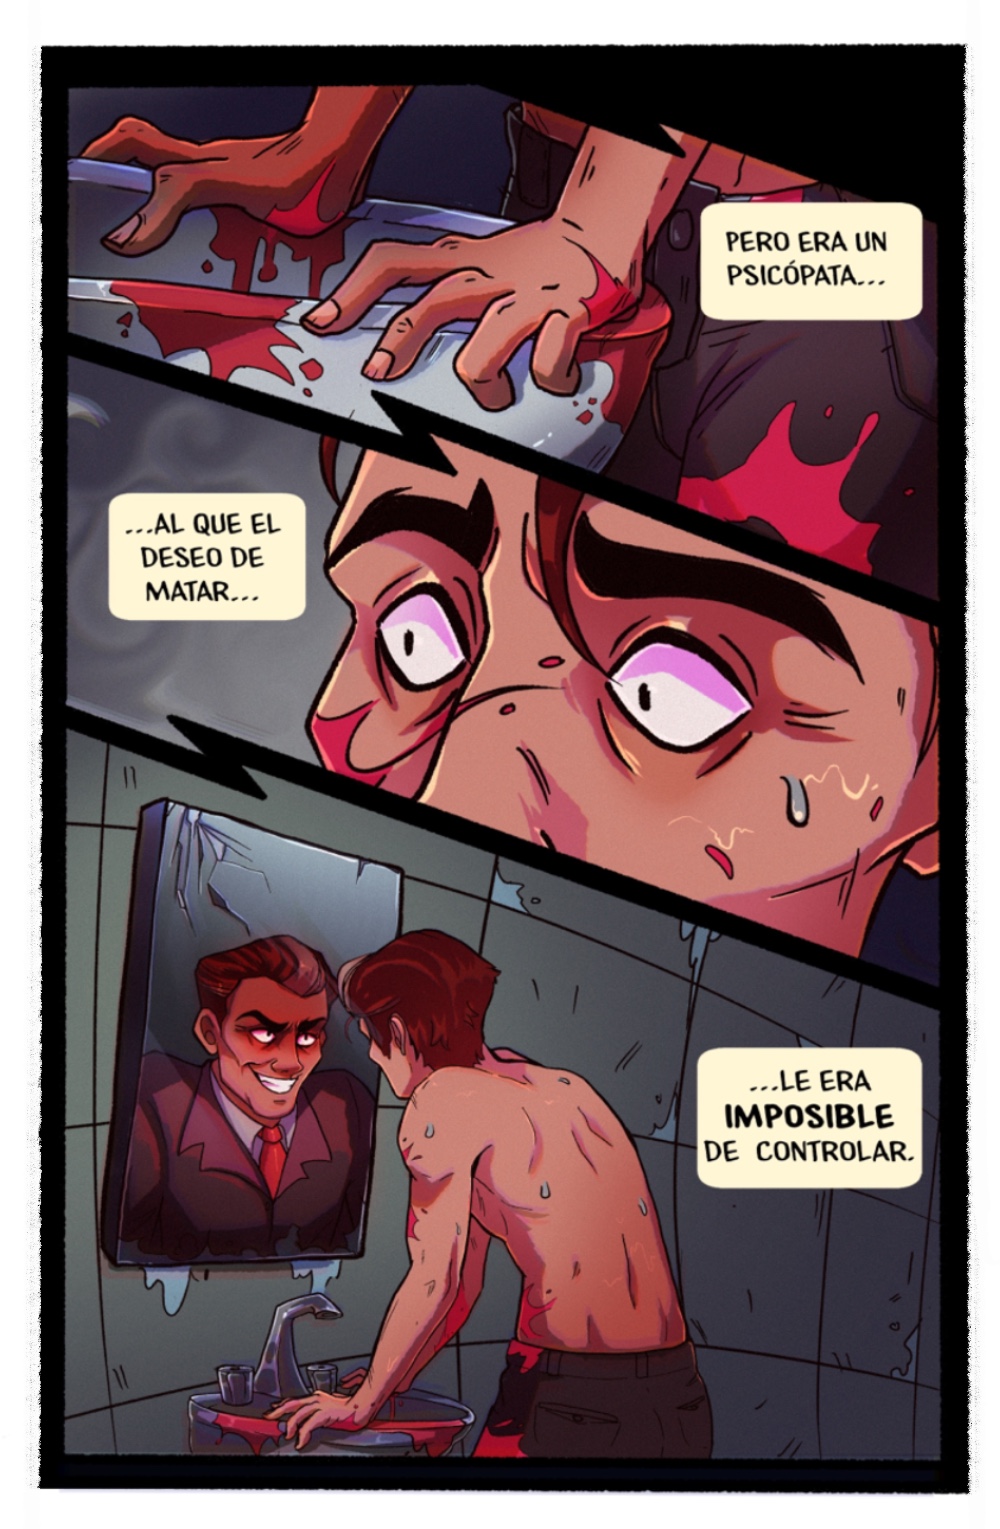 PERO ERA UN
PSICÓPATA...
...AL QUE EL
DESEO DE
MATAR...
...LE ERA
IMPOSIBLE
DE CONTROLAR.